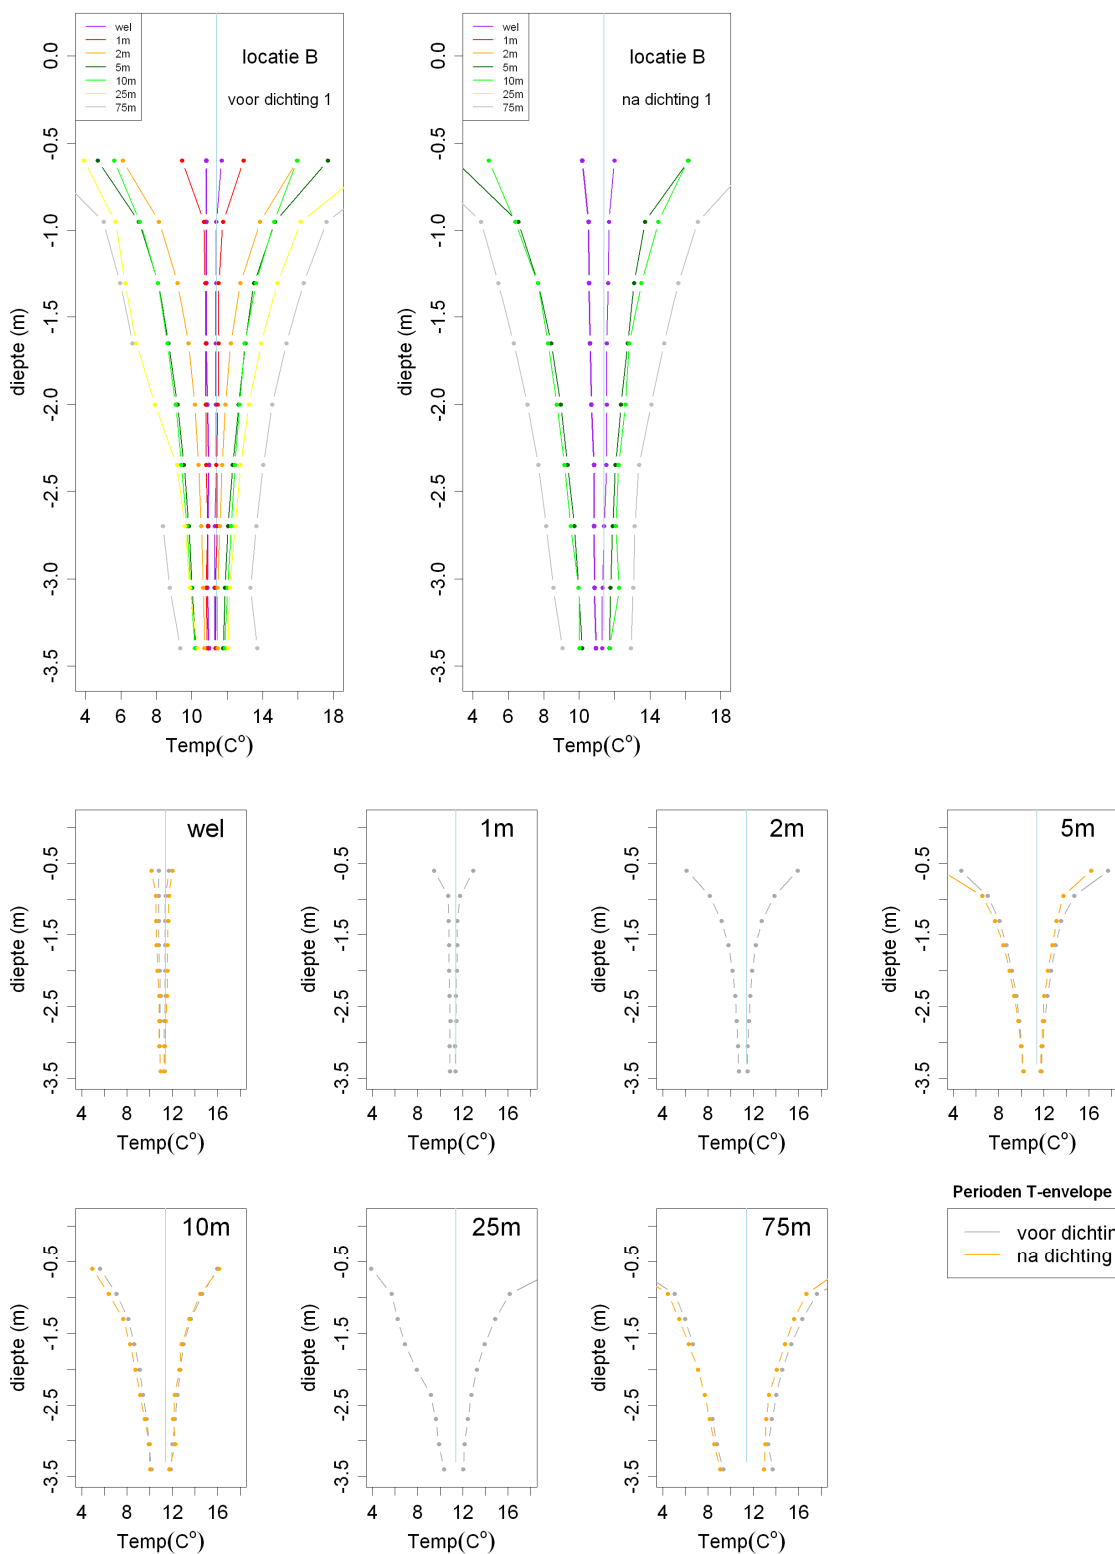 wel
1m
2m
5m
10m
25m
75m
locatie B
voor dichting 1
0.0
-0.5
-1.0
-1.5
-2.0
-2.5
-3.0
-3.5
diepte (m)
4 6 8 10 14 18
Temp(C°)
wel
1m
2m
5m
10m
25m
75m
locatie B
na dichting 1
0.0
-0.5
-1.0
-1.5
-2.0
-2.5
-3.0
-3.5
diepte (m)
4 6 8 10 14 18
Temp(C°)
wel
-0.5
-1.5
-2.5
-3.5
diepte (m)
4 8 12 16
Temp(C°)
1m
-0.5
-1.5
-2.5
-3.5
diepte (m)
4 8 12 16
Temp(C°)
2m
-0.5
-1.5
-2.5
-3.5
diepte (m)
4 8 12 16
Temp(C°)
5m
-0.5
-1.5
-2.5
-3.5
diepte (m)
4 8 12 16
Temp(C°)
10m
-0.5
-1.5
-2.5
-3.5
diepte (m)
4 8 12 16
Temp(C°)
25m
-0.5
-1.5
-2.5
-3.5
diepte (m)
4 8 12 16
Temp(C°)
75m
-0.5
-1.5
-2.5
-3.5
diepte (m)
4 8 12 16
Temp(C°)
Perioden T-envelope
voor dichtin
na dichting